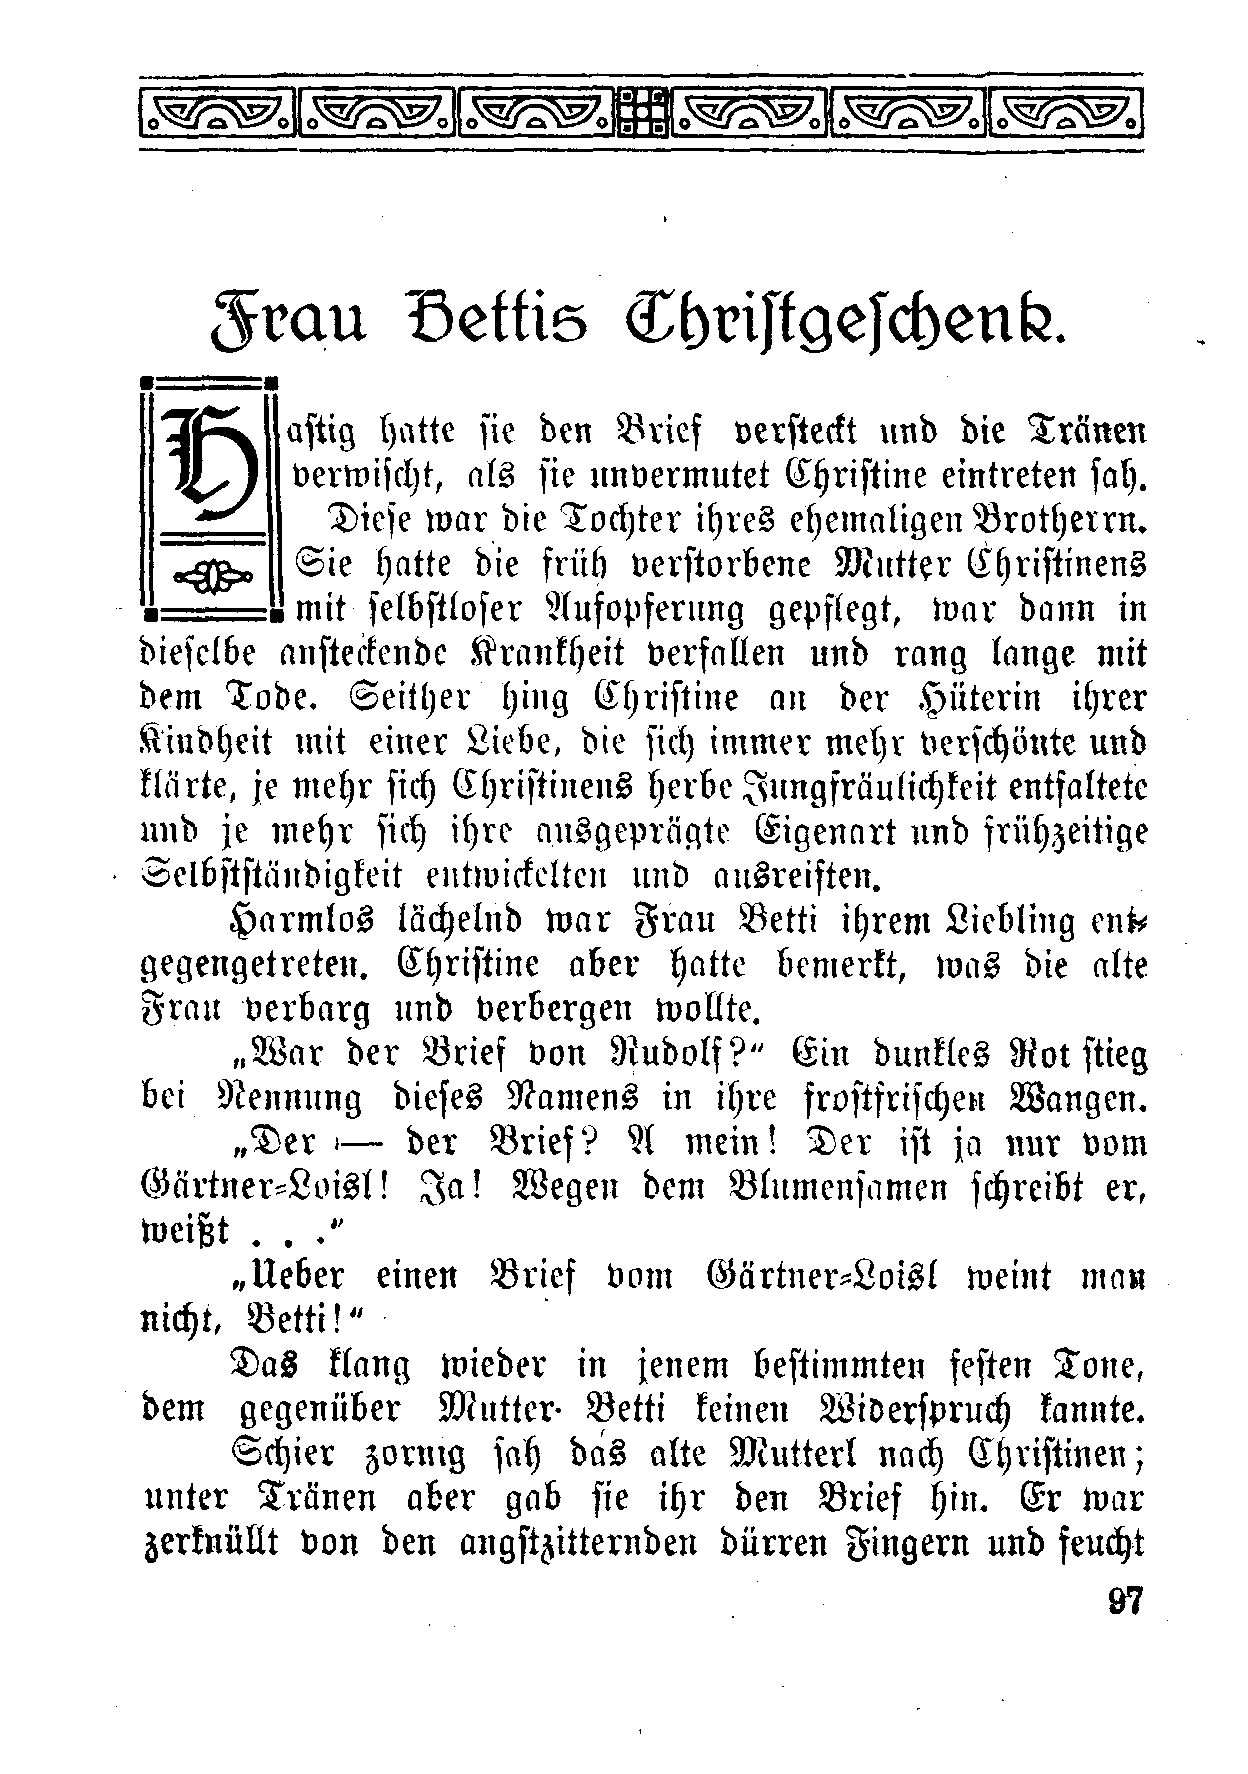 Frau Bettis Christgeschenk.
Hastig hatte sie den Brief versteckt und die Tränen
verwischt, als sie unvermutet Christine eintreten sah.
Diese war die Tochter ihres ehemaligen Brotherrn.
Sie hatte die früh verstorbene Mutter Christinens
mit selbstloser Aufopferung gepflegt, war dann in
dieselbe ansteckende Krankheit verfallen und rang lange mit
dem Tode. Seither hing Christine an der Hüterin ihrer
Kindheit mit einer Liebe, die sich immer mehr verschönte und
klärte, je mehr sich Christinens herbe Jungfräulichkeit entfaltete
und je mehr sich ihre ausgeprägte Eigenart und frühzeitige
Selbstständigkeit entwickelten und ausreiften.
Harmlos lächelnd war Frau Betti ihrem Liebling ent-
gegengetreten. Christine aber hatte bemerkt, was die alte
Frau verbarg und verbergen wollte.
„War der Brief von Rudolf?“ Ein dunkles Rot stieg
bei Nennung dieses Namens in ihre frostfrischen Wangen.
„Der — der Brief? A mein! Der ist ja nur vom
Gärtner-Loisl! Ja! Wegen dem Blumensamen schreibt er,
weißt . . .“
„Ueber einen Brief vom Gärtner-Loisl weint man
nicht, Betti!“
Das klang wieder in jenem bestimmten festen Tone,
dem gegenüber Mutter Betti keinen Widerspruch kannte.
Schier zornig sah das alte Mutterl nach Christinen;
unter Tränen aber gab sie ihr den Brief hin. Er war
zerknüllt von den angstzitternden dürren Fingern und feucht
97